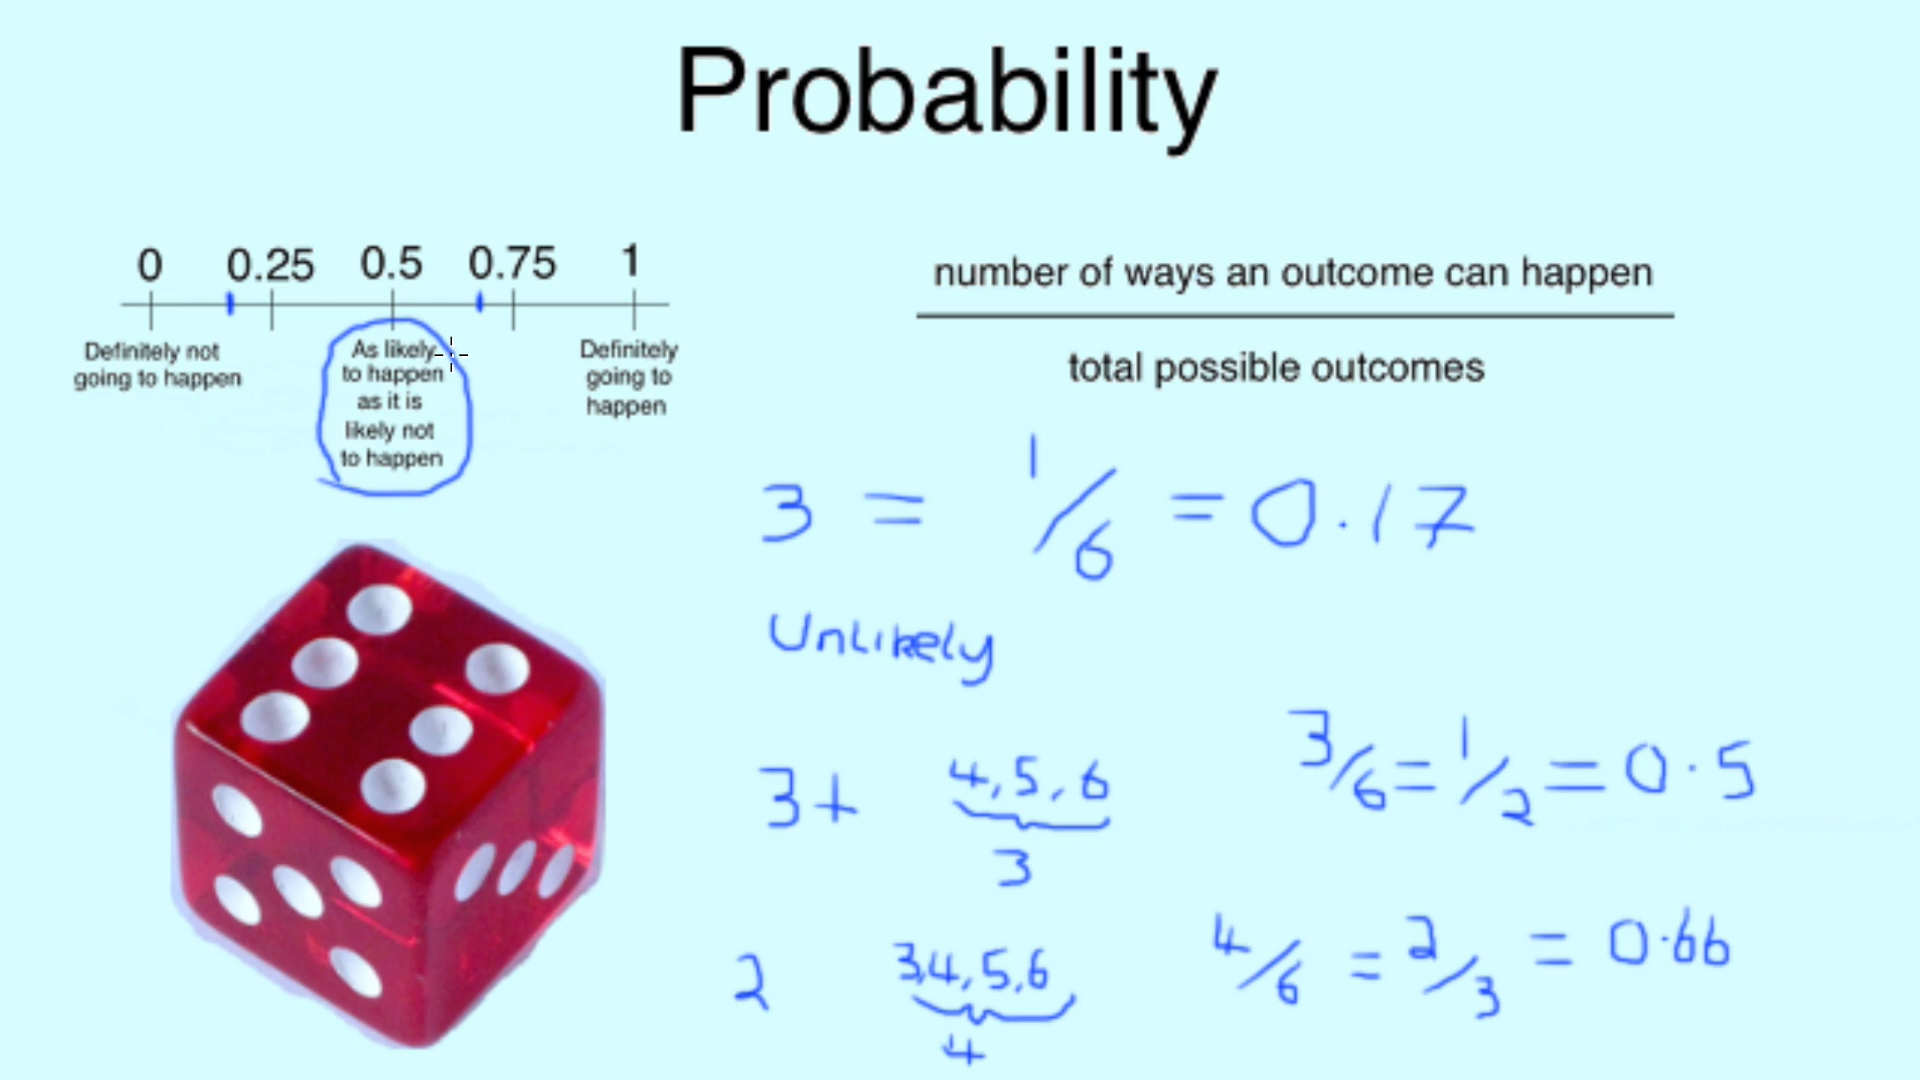 Probability
0 0.25 0.5 0.75 1
Definitely not
going to happen
As likely
to happen
as it is
likely not
to happen
Definitely
going to
happen
number of ways an outcome can happen
total possible outcomes
3 = 1/6 = 0.17
Unlikely
3+ 4,5,6
3
3/6 = 1/2 = 0.5
2 3,4,5,6
4
4/6 = 2/3 = 0.66